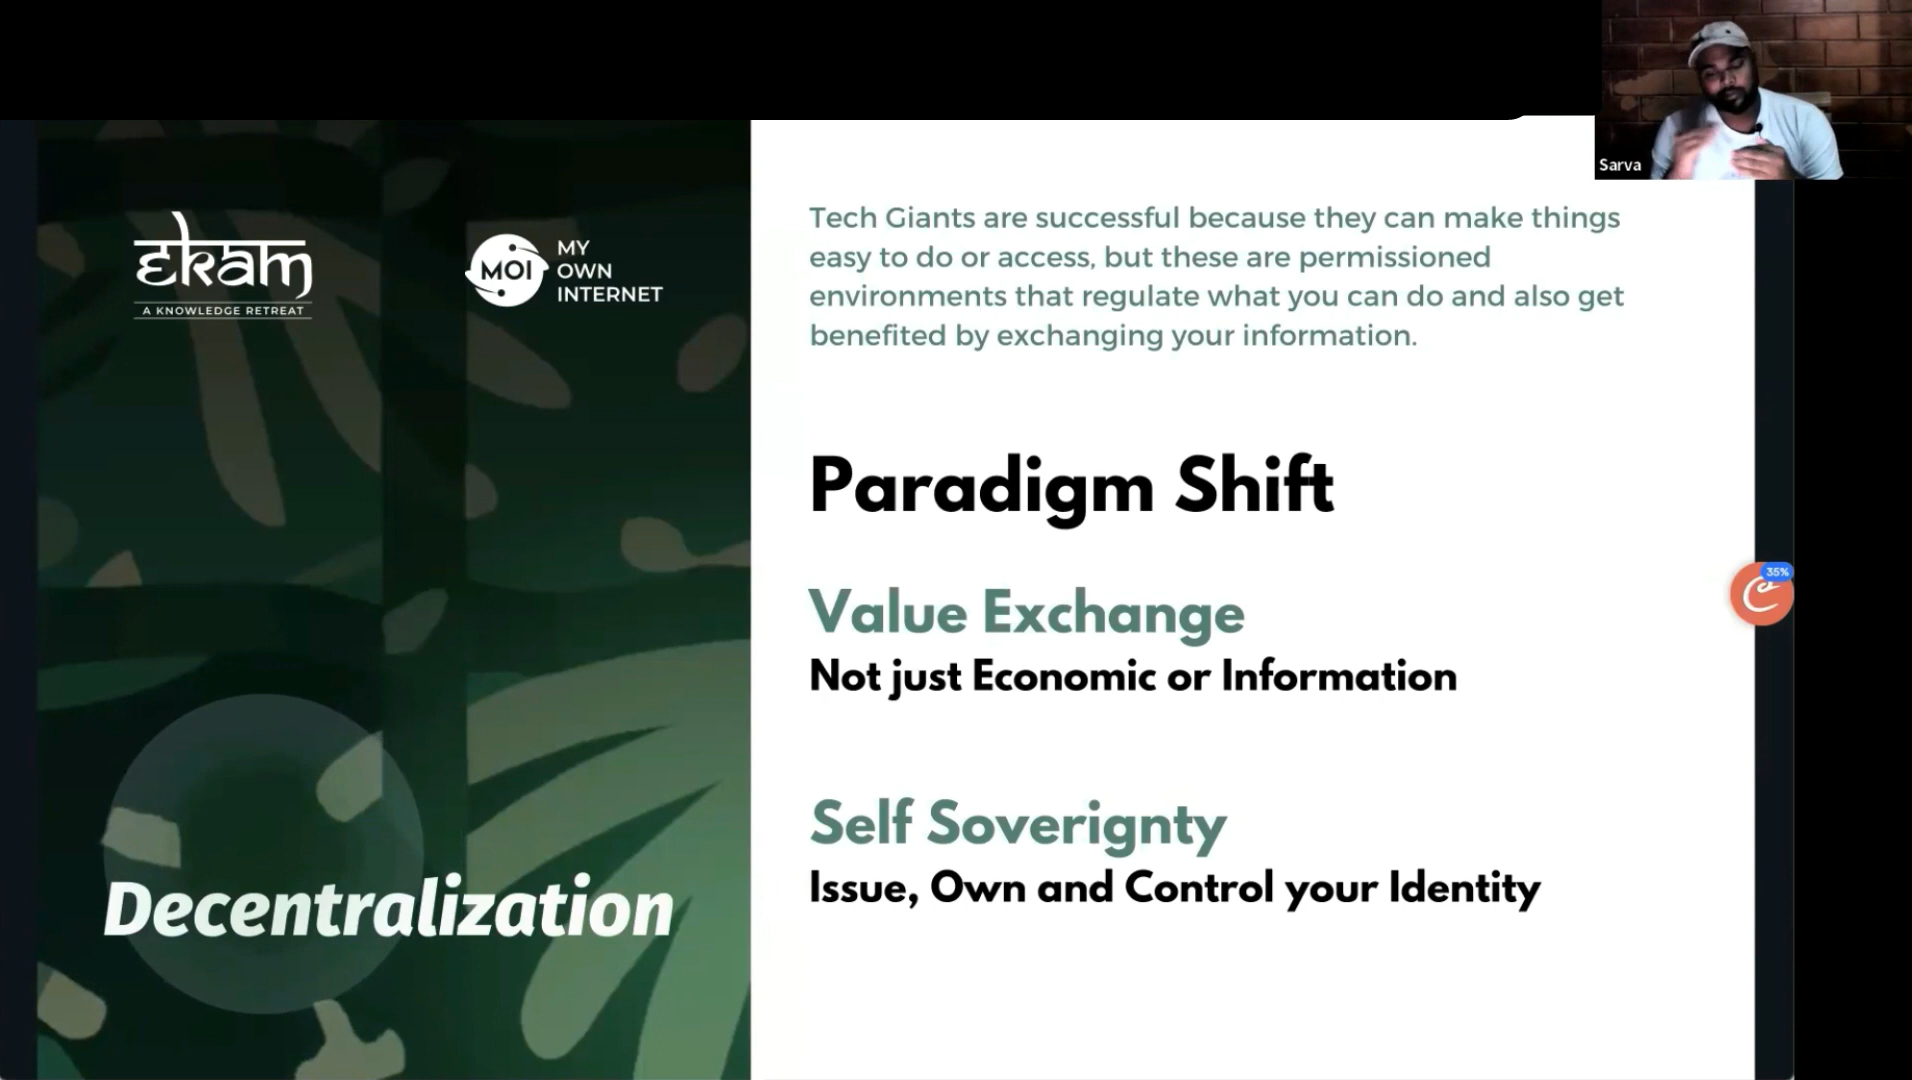 Sarva
ekam
A KNOWLEDGE RETREAT
MOI
MY
OWN
INTERNET
Decentralization
Tech Giants are successful because they can make things
easy to do or access, but these are permissioned
environments that regulate what you can do and also get
benefited by exchanging your information.
Paradigm Shift
Value Exchange
Not just Economic or Information
Self Soverignty
Issue, Own and Control your Identity
35%